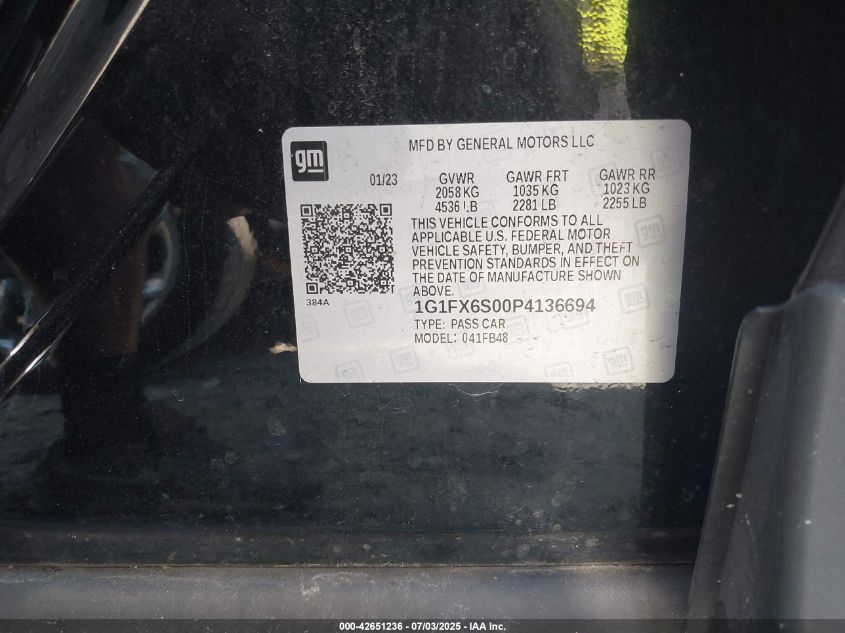 MFD BY GENERAL MOTORS LLC
gm
01/23
GVWR GAWR FRT GAWR RR
2058 KG 1035 KG 1023 KG
4536 LB 2281 LB 2255 LB
THIS VEHICLE CONFORMS TO ALL
APPLICABLE U.S. FEDERAL MOTOR
VEHICLE SAFETY, BUMPER, AND THEFT
PREVENTION STANDARDS IN EFFECT ON
THE DATE OF MANUFACTURE SHOWN
ABOVE.
384A
1G1FX6S00P4136694
TYPE: PASS CAR
MODEL: 041FB48
000-42651236 - 07/03/2025 - IAA Inc.